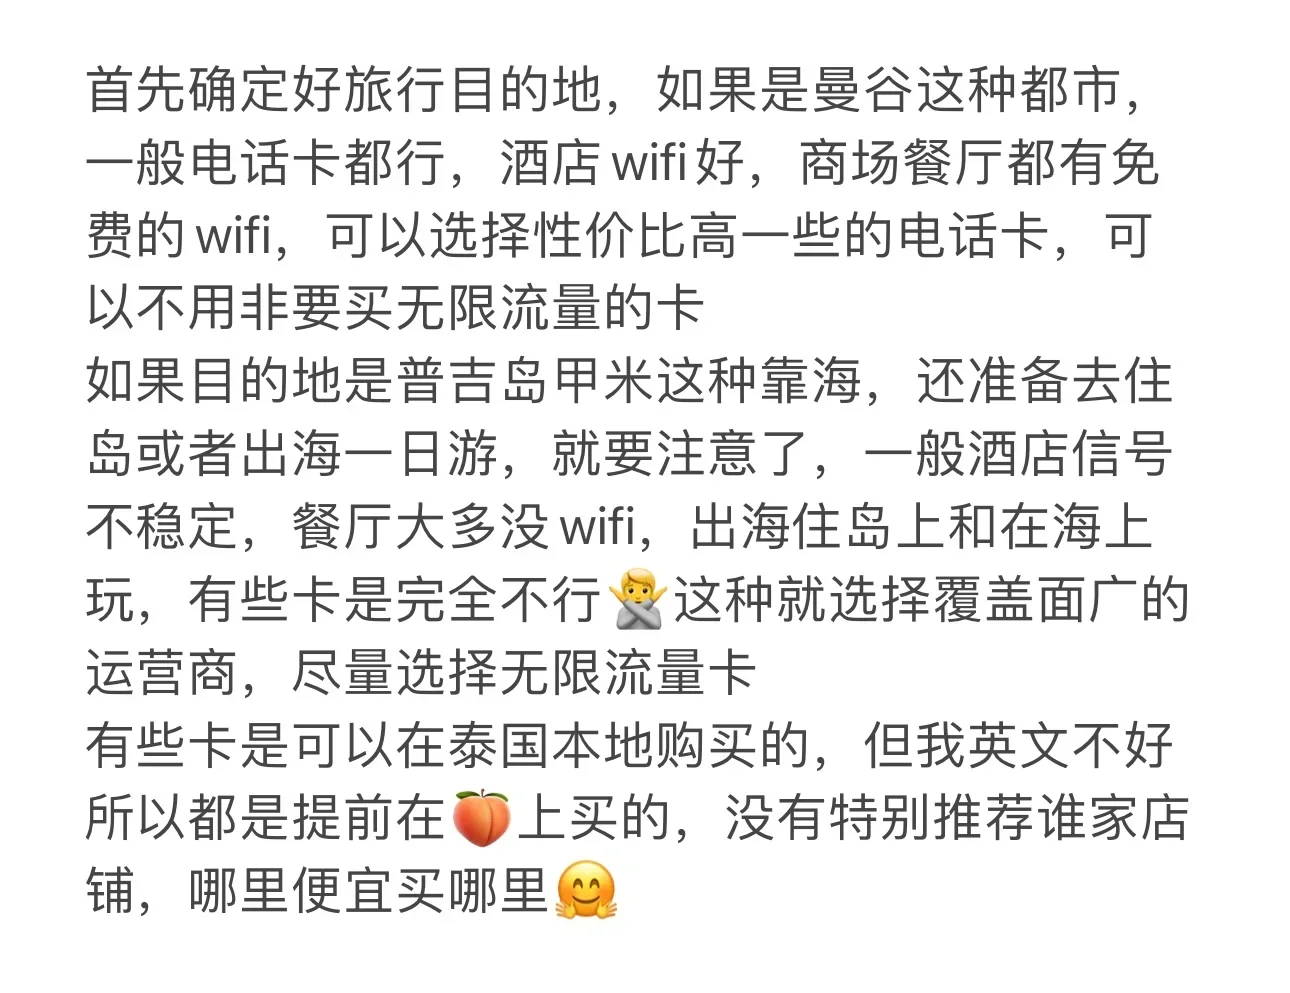 首先确定好旅行目的地，如果是曼谷这种都市，
一般电话卡都行，酒店wifi好，商场餐厅都有免
费的wifi，可以选择性价比高一些的电话卡，可
以不用非要买无限流量的卡
如果目的地是普吉岛甲米这种靠海，还准备去住
岛或者出海一日游，就要注意了，一般酒店信号
不稳定，餐厅大多没wifi，出海住岛上和在海上
玩，有些卡是完全不行🙅这种就选择覆盖面广的
运营商，尽量选择无限流量卡
有些卡是可以在泰国本地购买的，但我英文不好
所以都是提前在🍑上买的，没有特别推荐谁家店
铺，哪里便宜买哪里🤗